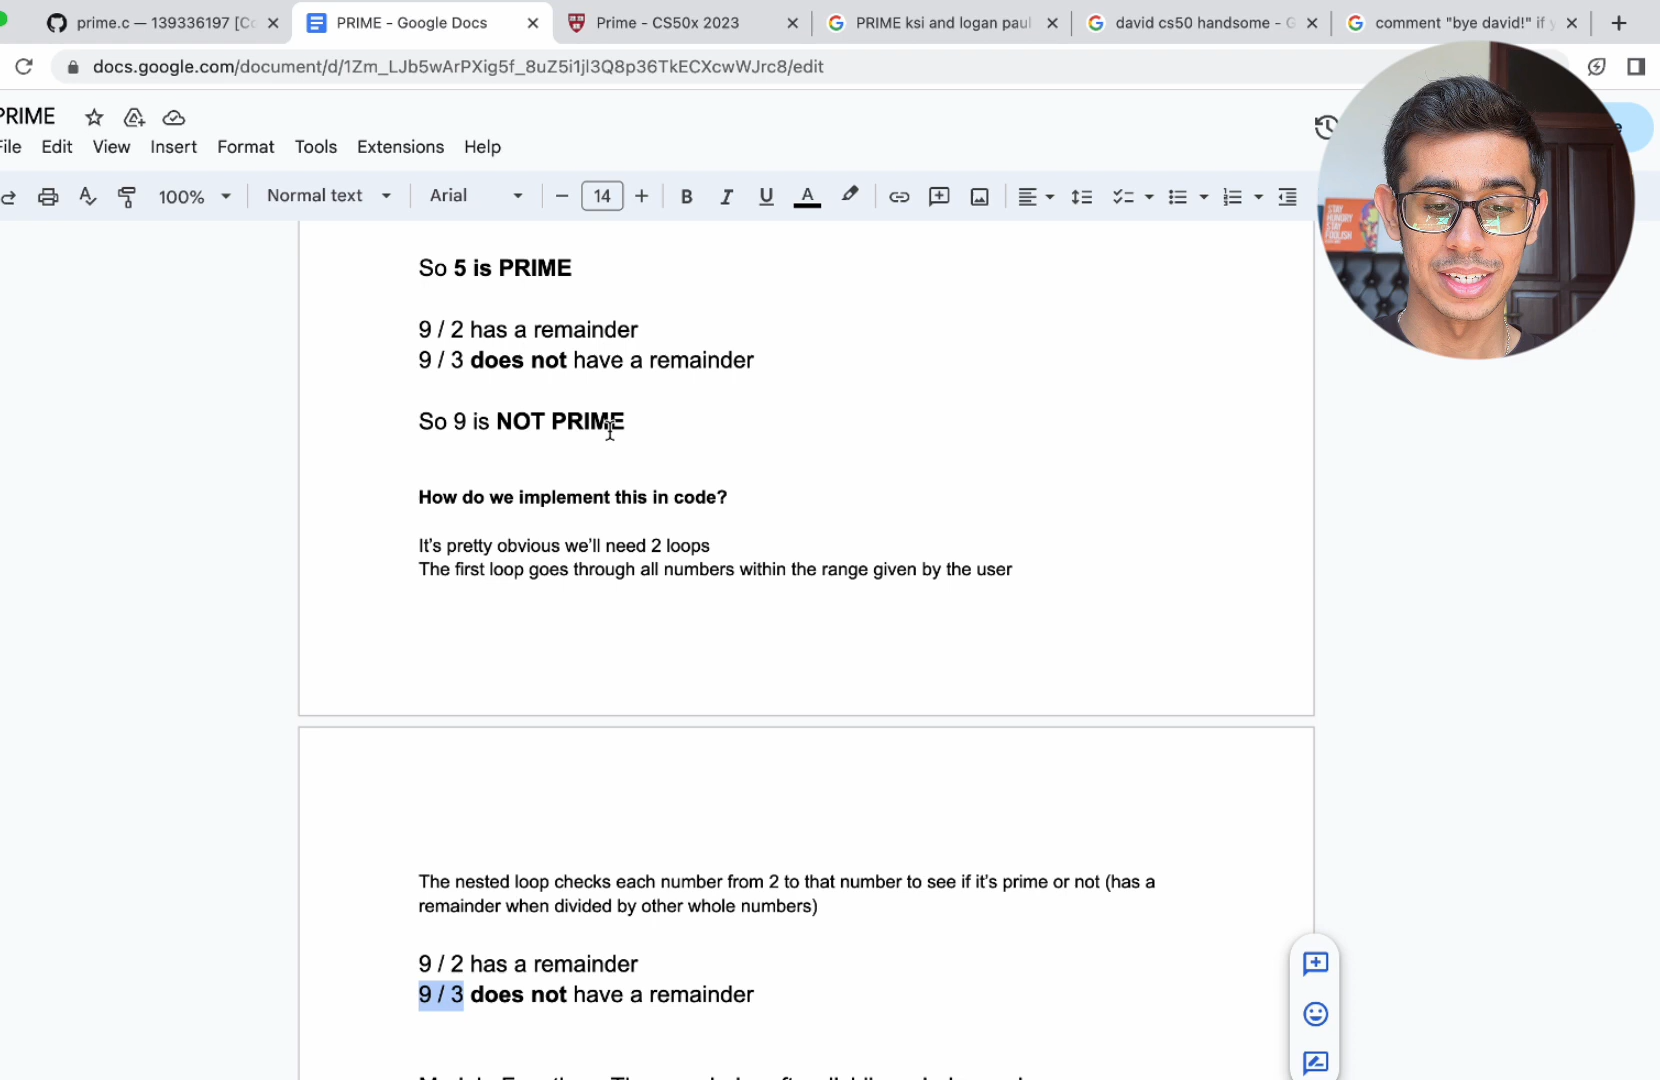 prime.c — 139336197 [Co
PRIME - Google Docs
Prime - CS50x 2023
PRIME ksi and logan paul
david cs50 handsome - G
comment "bye david!" if y
docs.google.com/document/d/1Zm_LJb5wArPXig5f_8uZ5i1jl3Q8p36TkECXcwWJrc8/edit
PRIME
File Edit View Insert Format Tools Extensions Help
100% Normal text Arial 14 B I U A
STAY
HUNGRY
STAY
FOOLISH
So 5 is PRIME
9 / 2 has a remainder
9 / 3 does not have a remainder
So 9 is NOT PRIME
How do we implement this in code?
It's pretty obvious we'll need 2 loops
The first loop goes through all numbers within the range given by the user
The nested loop checks each number from 2 to that number to see if it's prime or not (has a
remainder when divided by other whole numbers)
9 / 2 has a remainder
9 / 3 does not have a remainder